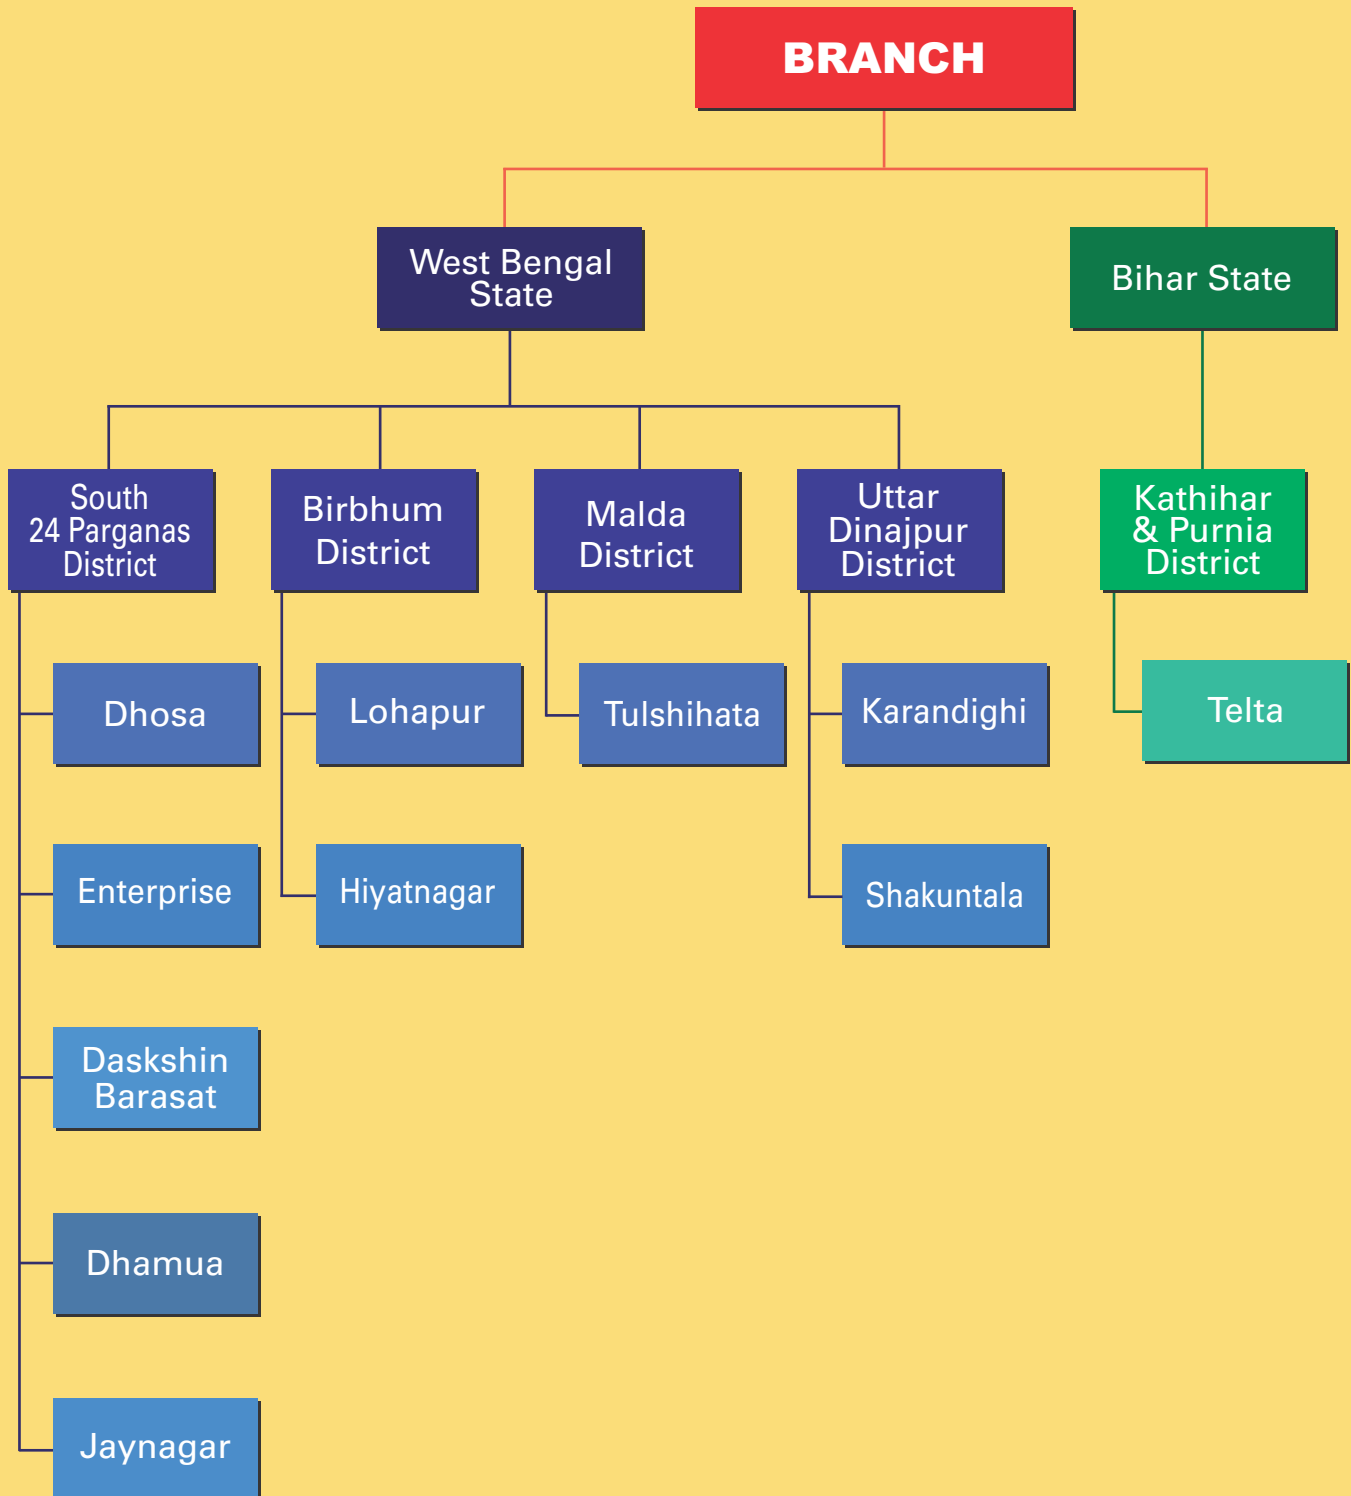 BRANCH
West Bengal
State
Bihar State
South
24 Parganas
District
Birbhum
District
Malda
District
Uttar
Dinajpur
District
Kathihar
& Purnia
District
Dhosa
Lohapur
Tulshihata
Karandighi
Telta
Enterprise
Hiyatnagar
Shakuntala
Daskshin
Barasat
Dhamua
Jaynagar